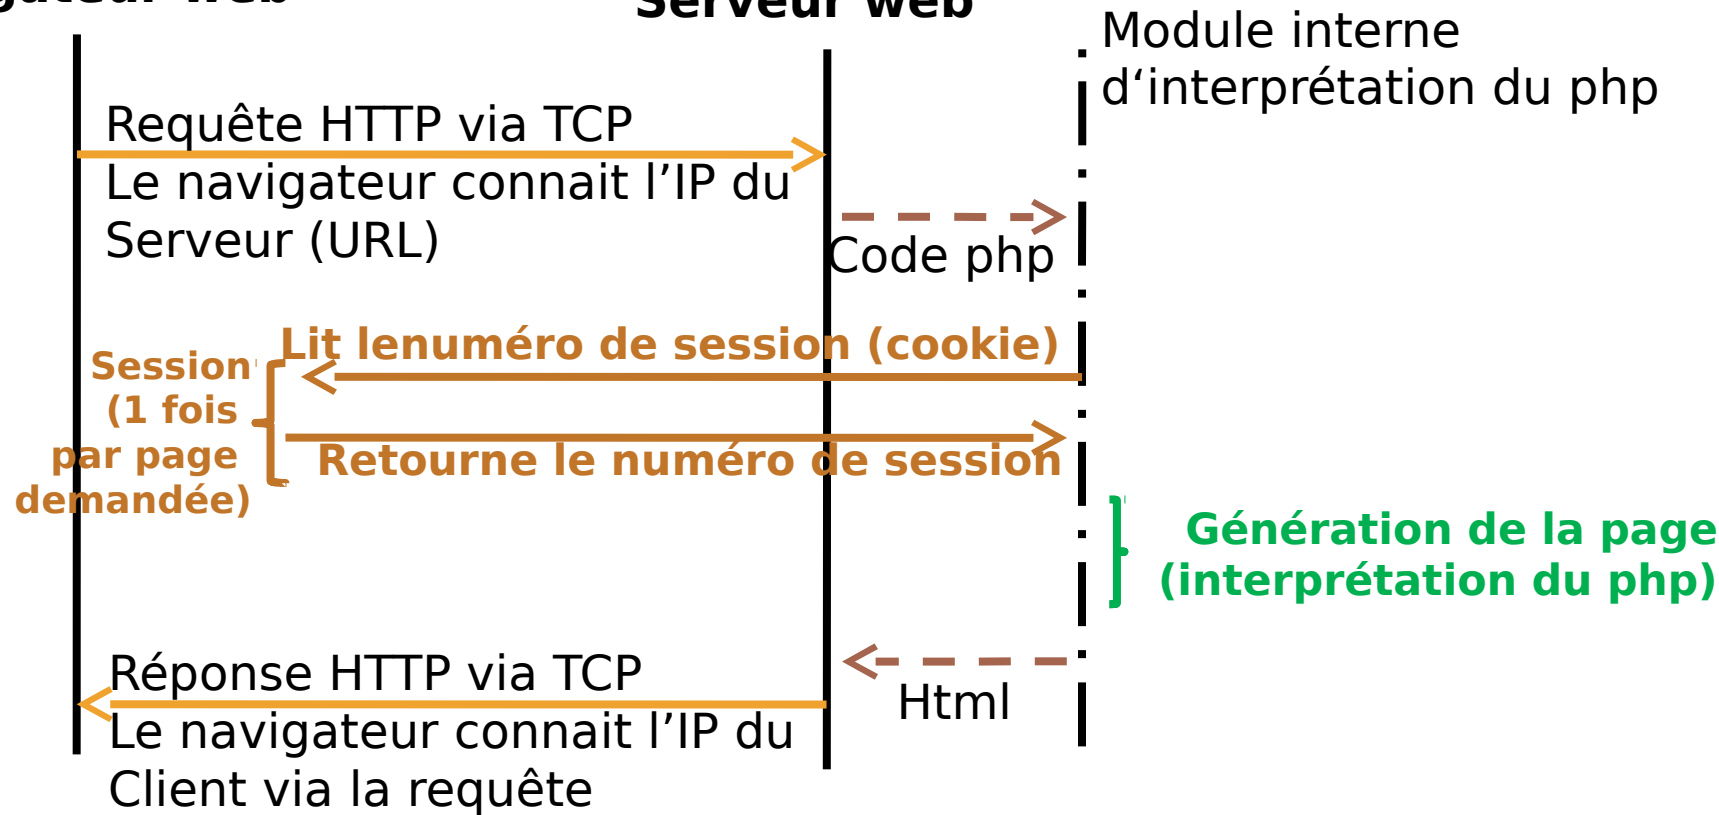 Serveur web
Module interne
d‘interprétation du php
Requête HTTP via TCP
Le navigateur connait l’IP du
Serveur (URL)
Code php
Lit lenuméro de session (cookie)
Session
(1 fois
par page
demandée)
Retourne le numéro de session
Génération de la page
(interprétation du php)
Réponse HTTP via TCP
Le navigateur connait l’IP du
Client via la requête
Html